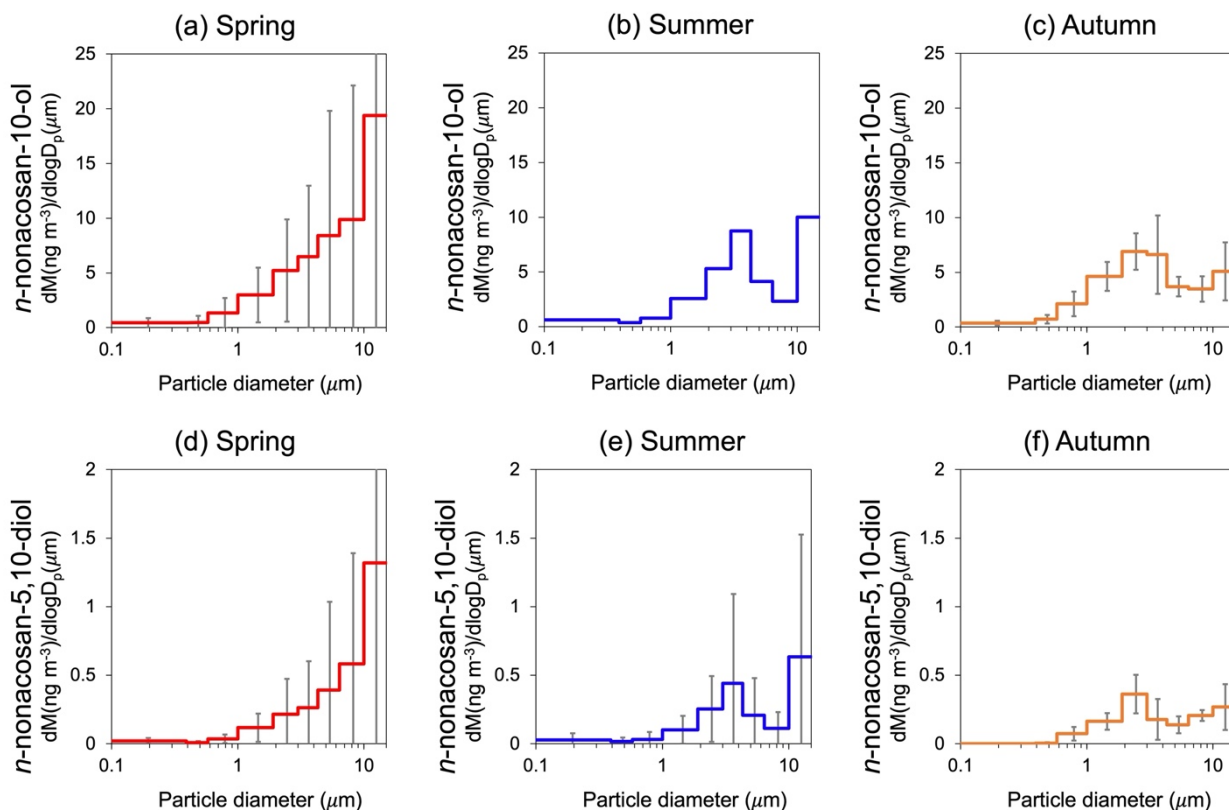 (a) Spring
n-nonacosan-10-ol
dM(ng m⁻³)/dlogDₚ(μm)
25
20
15
10
5
0
0.1
1
10
Particle diameter (μm)
(b) Summer
n-nonacosan-10-ol
dM(ng m⁻³)/dlogDₚ(μm)
25
20
15
10
5
0
0.1
1
10
Particle diameter (μm)
(c) Autumn
n-nonacosan-10-ol
dM(ng m⁻³)/dlogDₚ(μm)
25
20
15
10
5
0
0.1
1
10
Particle diameter (μm)
(d) Spring
n-nonacosan-5,10-diol
dM(ng m⁻³)/dlogDₚ(μm)
2
1.5
1
0.5
0
0.1
1
10
Particle diameter (μm)
(e) Summer
n-nonacosan-5,10-diol
dM(ng m⁻³)/dlogDₚ(μm)
2
1.5
1
0.5
0
0.1
1
10
Particle diameter (μm)
(f) Autumn
n-nonacosan-5,10-diol
dM(ng m⁻³)/dlogDₚ(μm)
2
1.5
1
0.5
0
0.1
1
10
Particle diameter (μm)